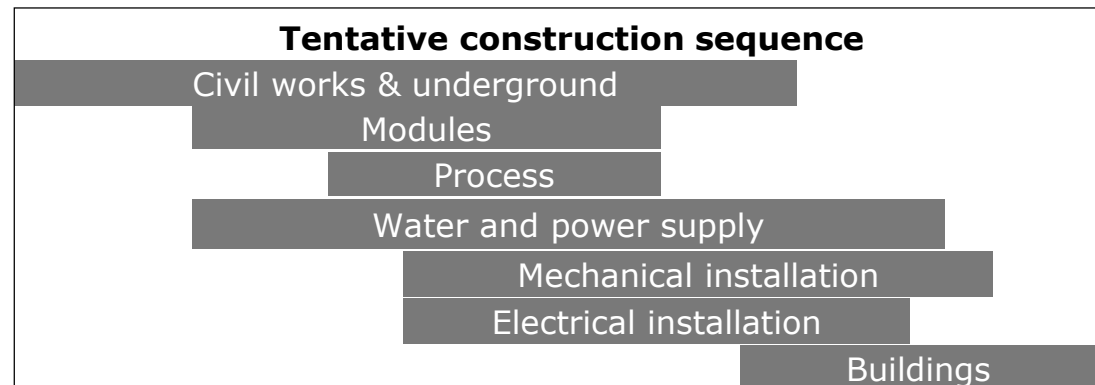 Tentative construction sequence
Civil works & underground
Modules
Process
Water and power supply
Mechanical installation
Electrical installation
Buildings